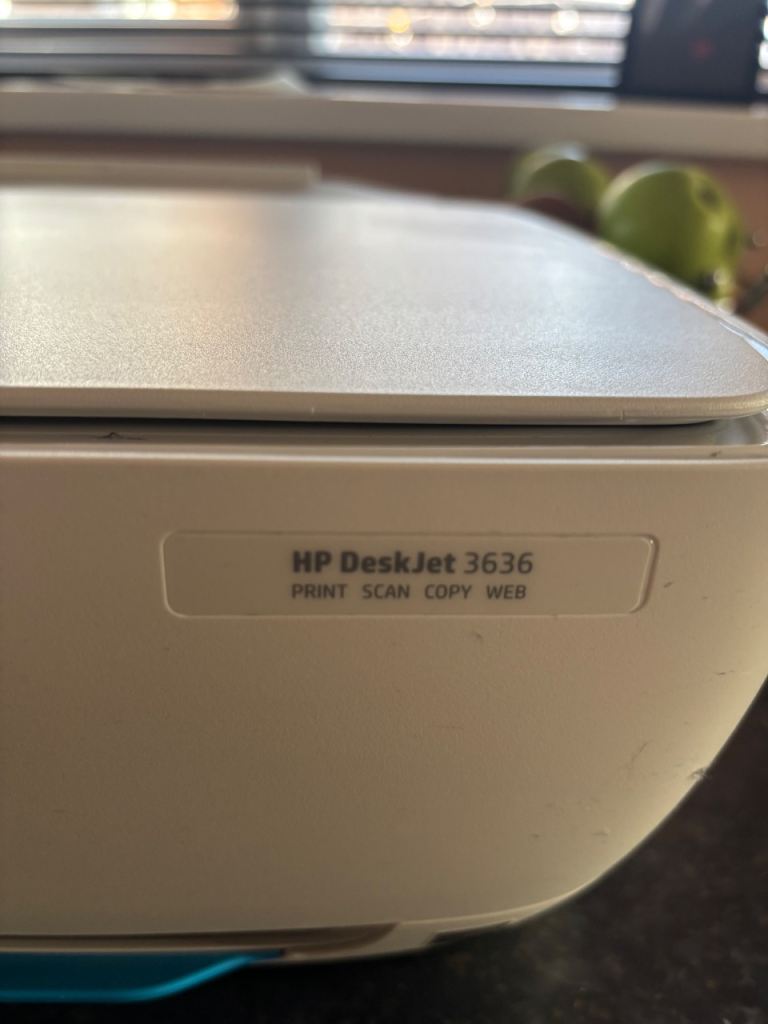 HP DeskJet 3636
PRINT SCAN COPY WEB